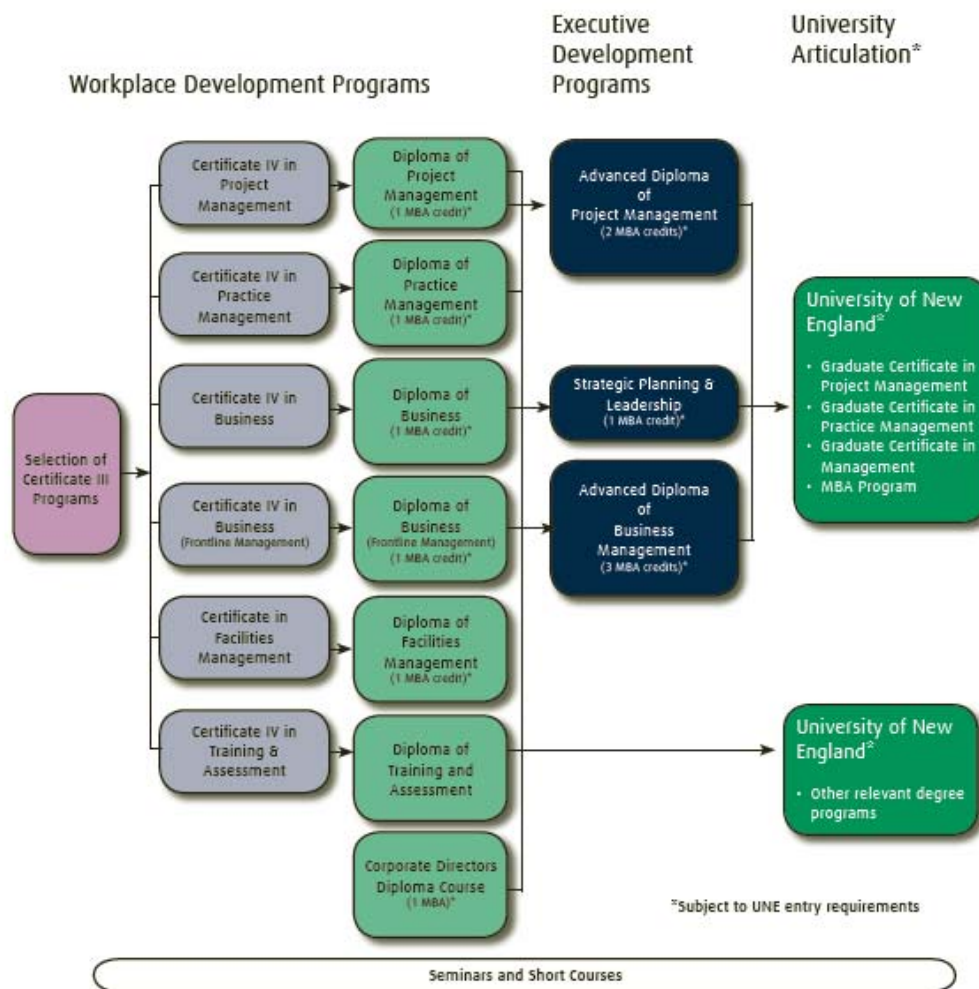 Workplace Development Programs
Executive
Development
Programs
University
Articulation*
Selection of
Certificate III
Programs
Certificate IV in
Project
Management
Certificate IV in
Practice
Management
Certificate IV in
Business
Certificate IV in
Business
(Frontline Management)
Certificate in
Facilities
Management
Certificate IV in
Training &
Assessment
Diploma of
Project
Management
(1 MBA credit)*
Diploma of
Practice
Management
(1 MBA credit)*
Diploma of
Business
(1 MBA credit)*
Diploma of
Business
(Frontline Management)
(1 MBA credit)*
Diploma of
Facilities
Management
(1 MBA credit)*
Diploma of
Training and
Assessment
Corporate Directors
Diploma Course
(1 MBA)*
Advanced Diploma
of
Project Management
(2 MBA credits)*
Strategic Planning &
Leadership
(1 MBA credit)*
Advanced Diploma
of
Business
Management
(3 MBA credits)*
University of New
England*
• Graduate Certificate in
Project Management
• Graduate Certificate in
Practice Management
• Graduate Certificate in
Management
• MBA Program
University of New
England*
• Other relevant degree
programs
*Subject to UNE entry requirements
Seminars and Short Courses